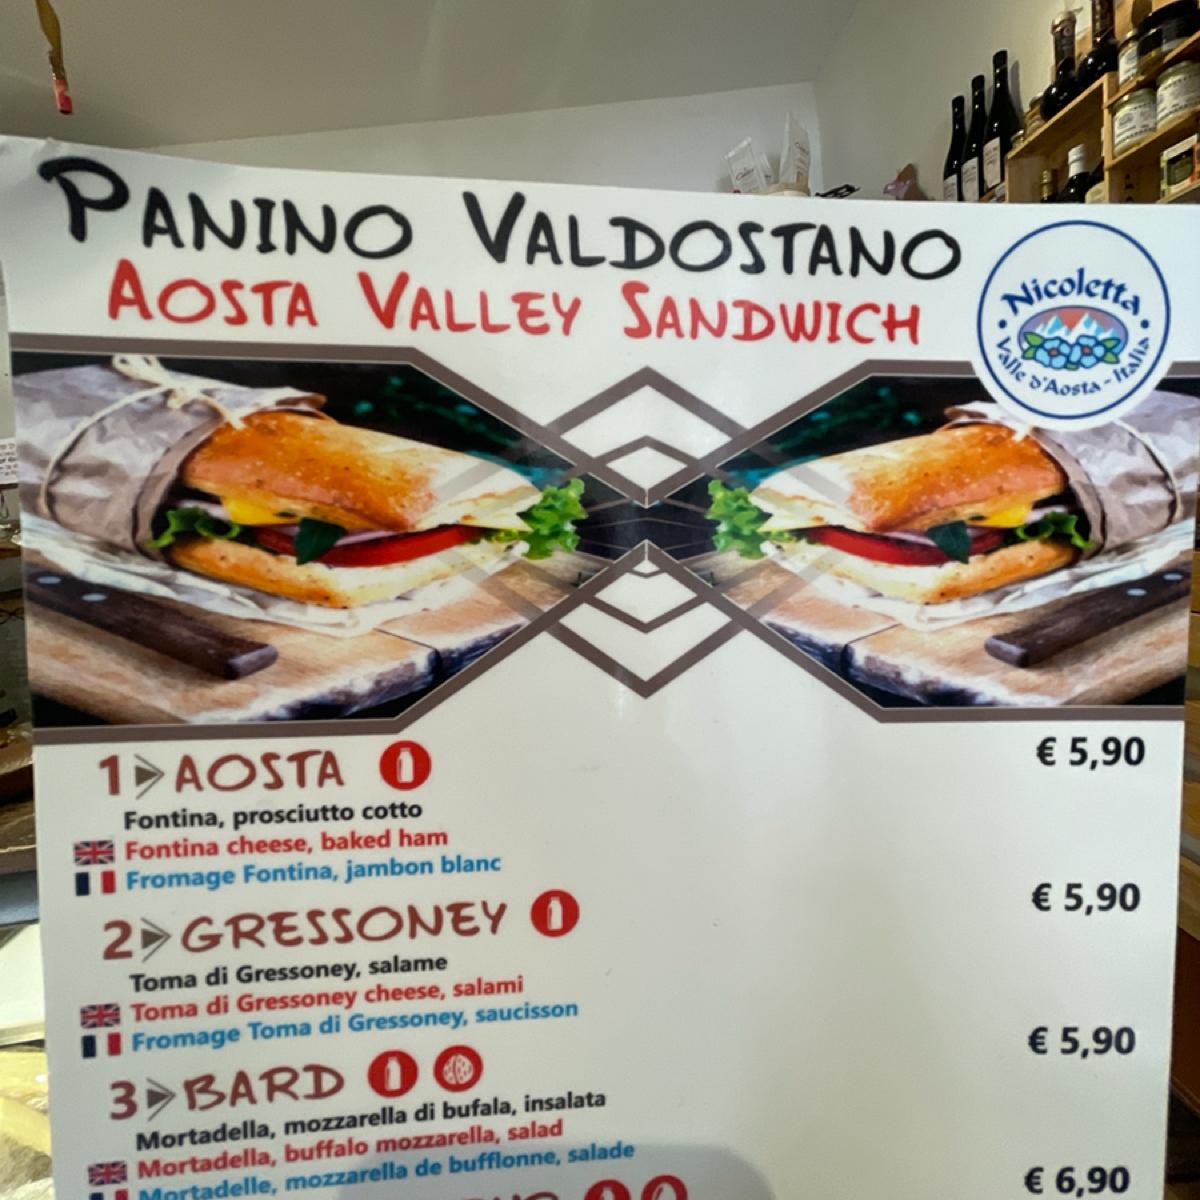 PANINO VALDOSTANO
AOSTA VALLEY SANDWICH
Nicoletta
Valle d'Aosta - Italia
1 AOSTA € 5,90
Fontina, prosciutto cotto
Fontina cheese, baked ham
Fromage Fontina, jambon blanc
2 GRESSONEY € 5,90
Toma di Gressoney, salame
Toma di Gressoney cheese, salami
Fromage Toma di Gressoney, saucisson
3 BARD € 5,90
Mortadella, mozzarella di bufala, insalata
Mortadella, buffalo mozzarella, salad
Mortadelle, mozzarella de bufflonne, salade
€ 6,90